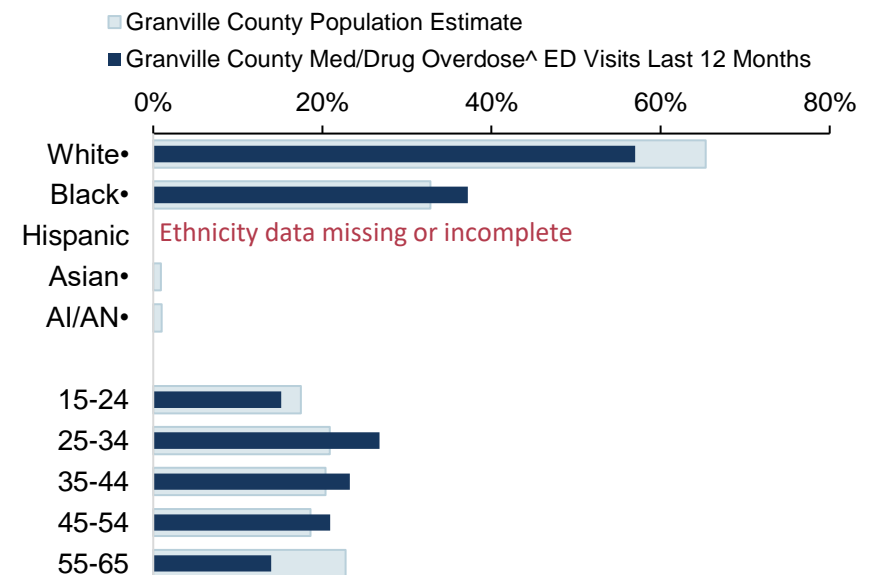 Granville County Population Estimate
Granville County Med/Drug Overdose^ ED Visits Last 12 Months
0% 20% 40% 60% 80%
White•
Black•
Hispanic Ethnicity data missing or incomplete
Asian•
AI/AN•
15-24
25-34
35-44
45-54
55-65